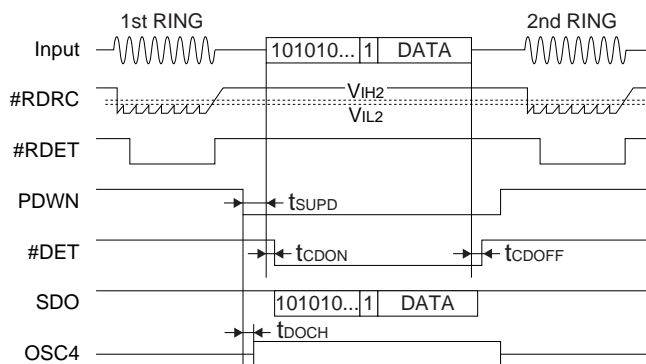 1st RING
2nd RING
Input
101010... 1 DATA
#RDRC
VIH2
VIL2
#RDET
PDWN
tSUPD
#DET
tCDON
tCDOFF
SDO
101010... 1 DATA
tDOCH
OSC4